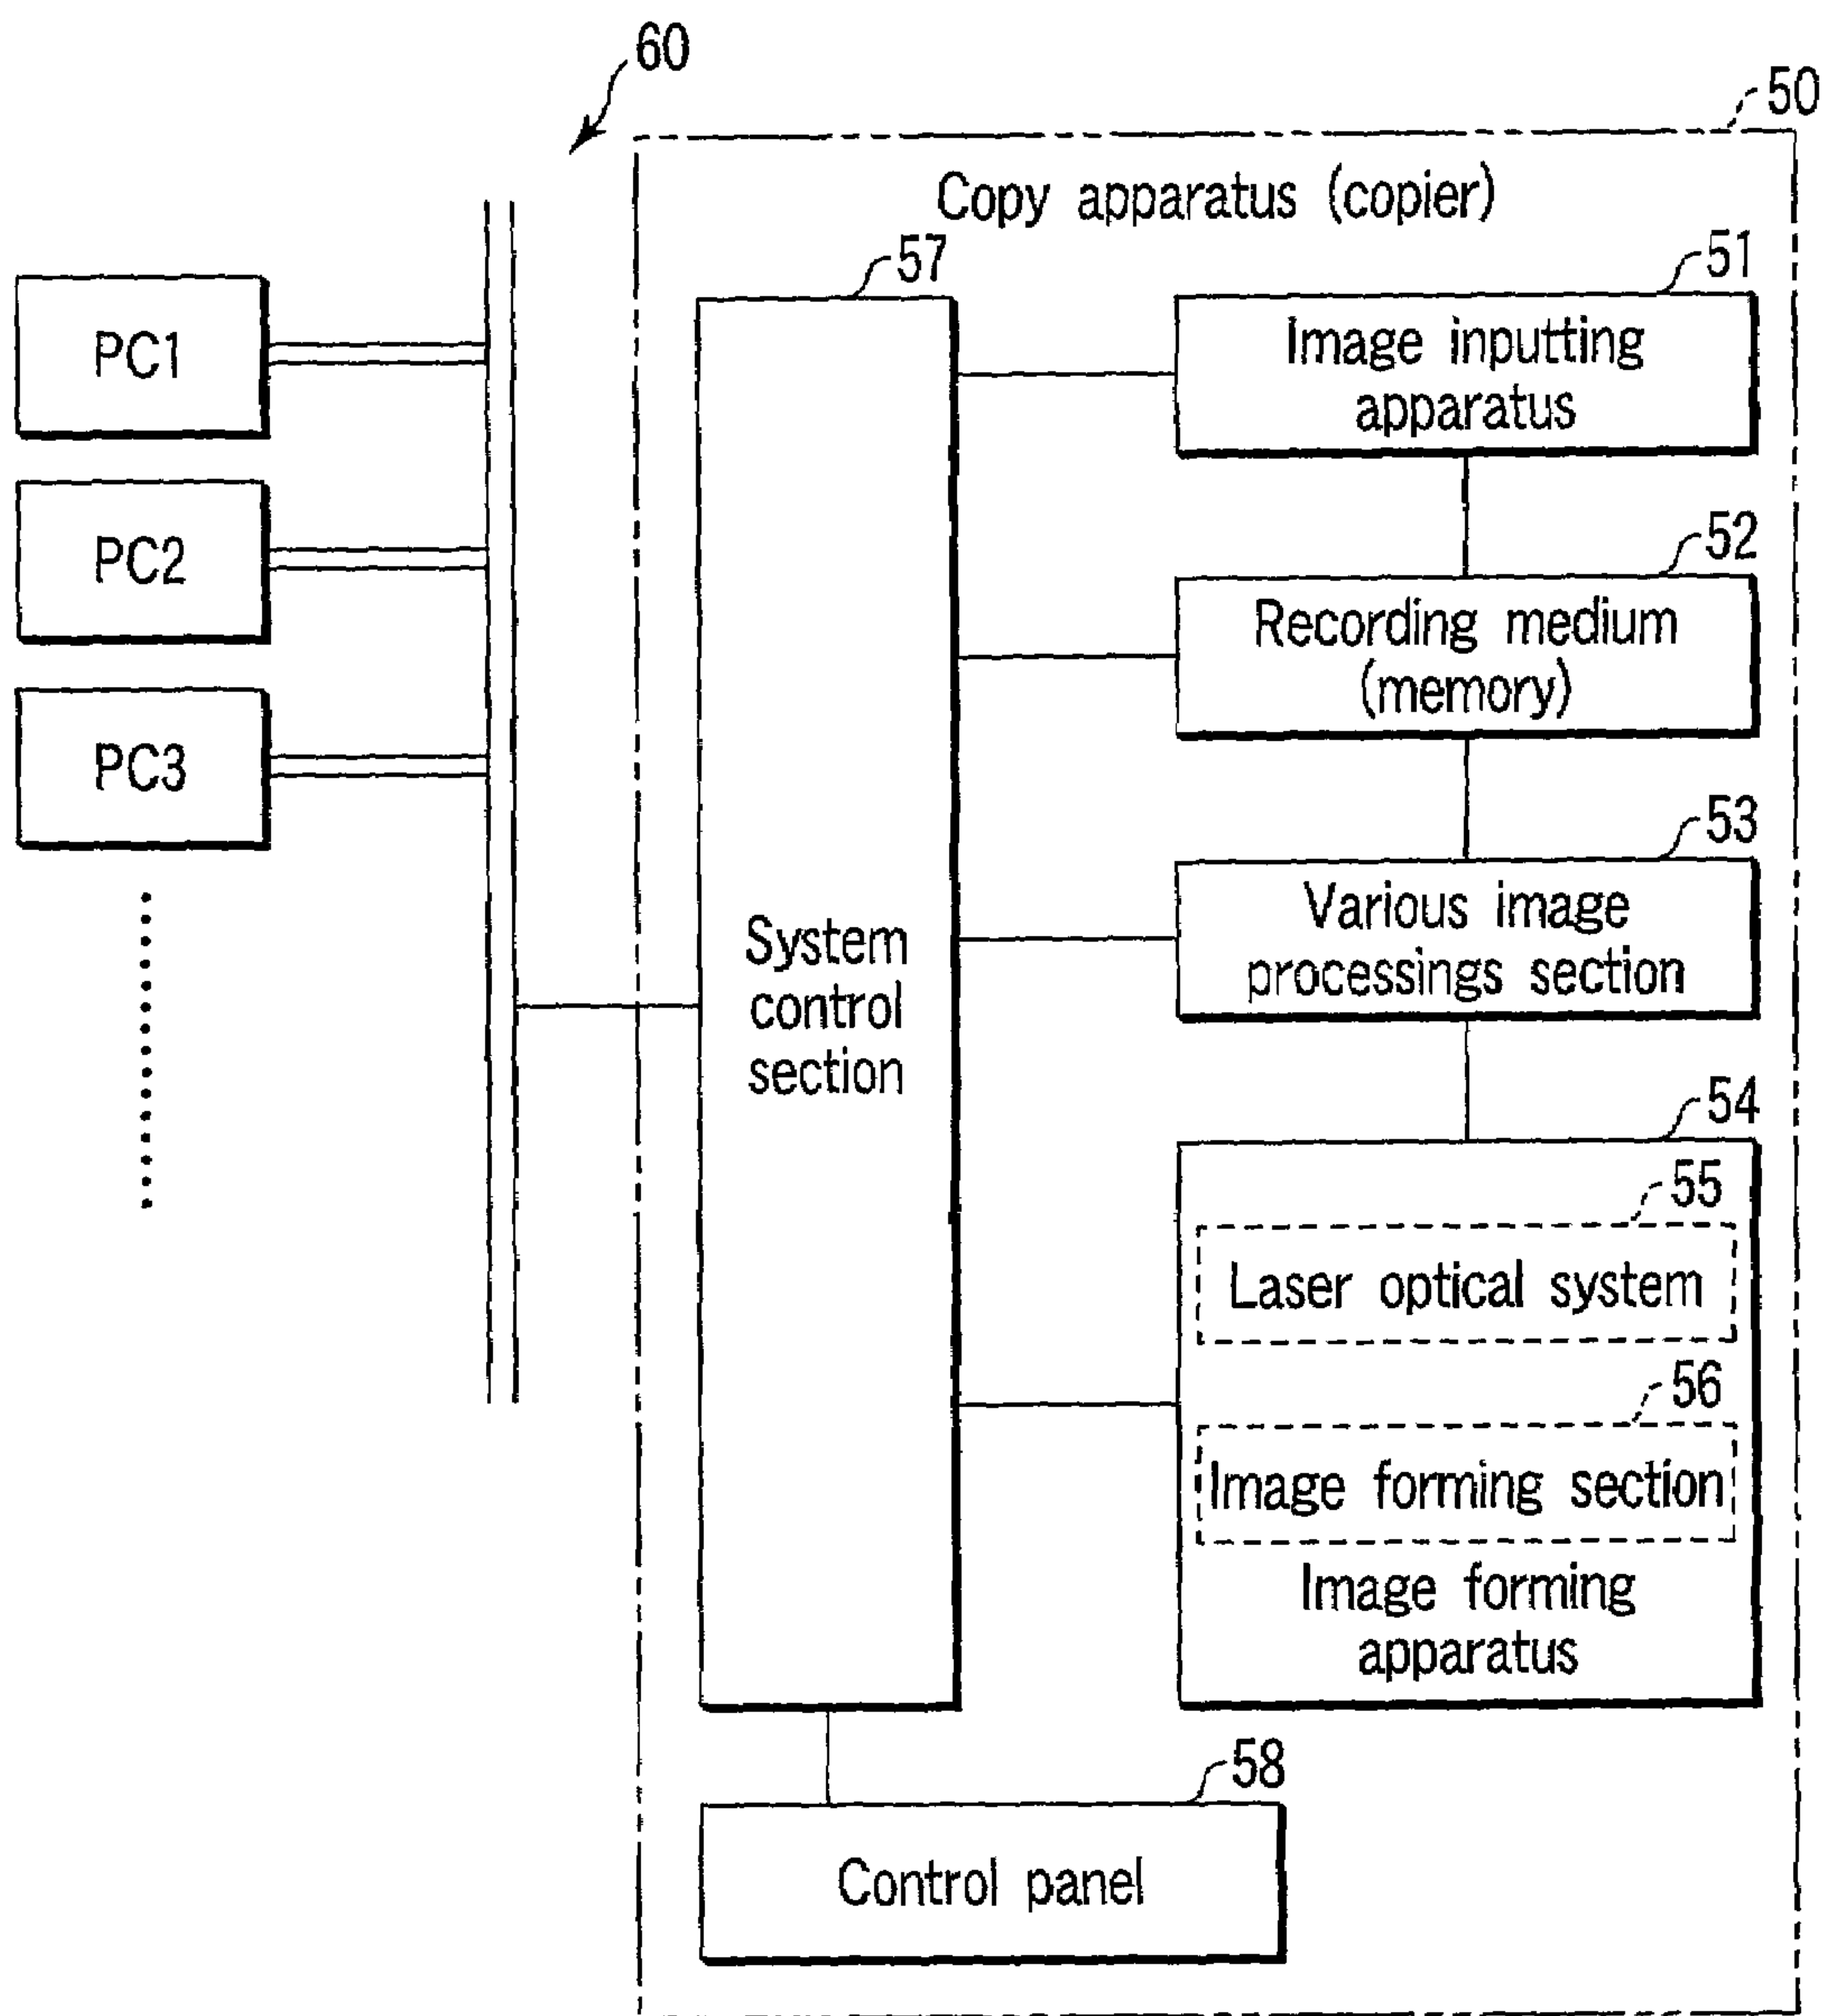 60
50
Copy apparatus (copier)
57
51
PC1
Image inputting
apparatus
52
PC2
Recording medium
(memory)
PC3
53
Various image
processings section
System
control
section
54
55
Laser optical system
56
Image forming section
Image forming
apparatus
58
Control panel